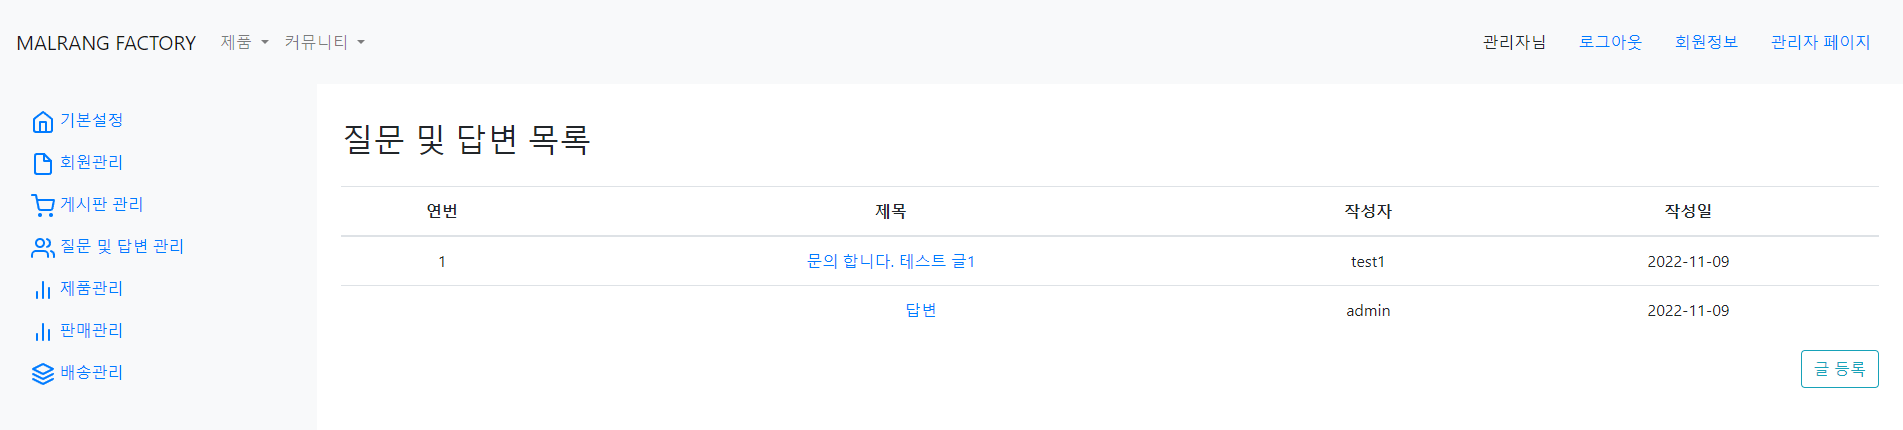 MALRANG FACTORY 제품 커뮤니티 관리자님 로그아웃 회원정보 관리자 페이지
기본설정
회원관리
게시판 관리
질문 및 답변 관리
제품관리
판매관리
배송관리
질문 및 답변 목록
연번 제목 작성자 작성일
1 문의 합니다. 테스트 글1 test1 2022-11-09
답변 admin 2022-11-09
글 등록